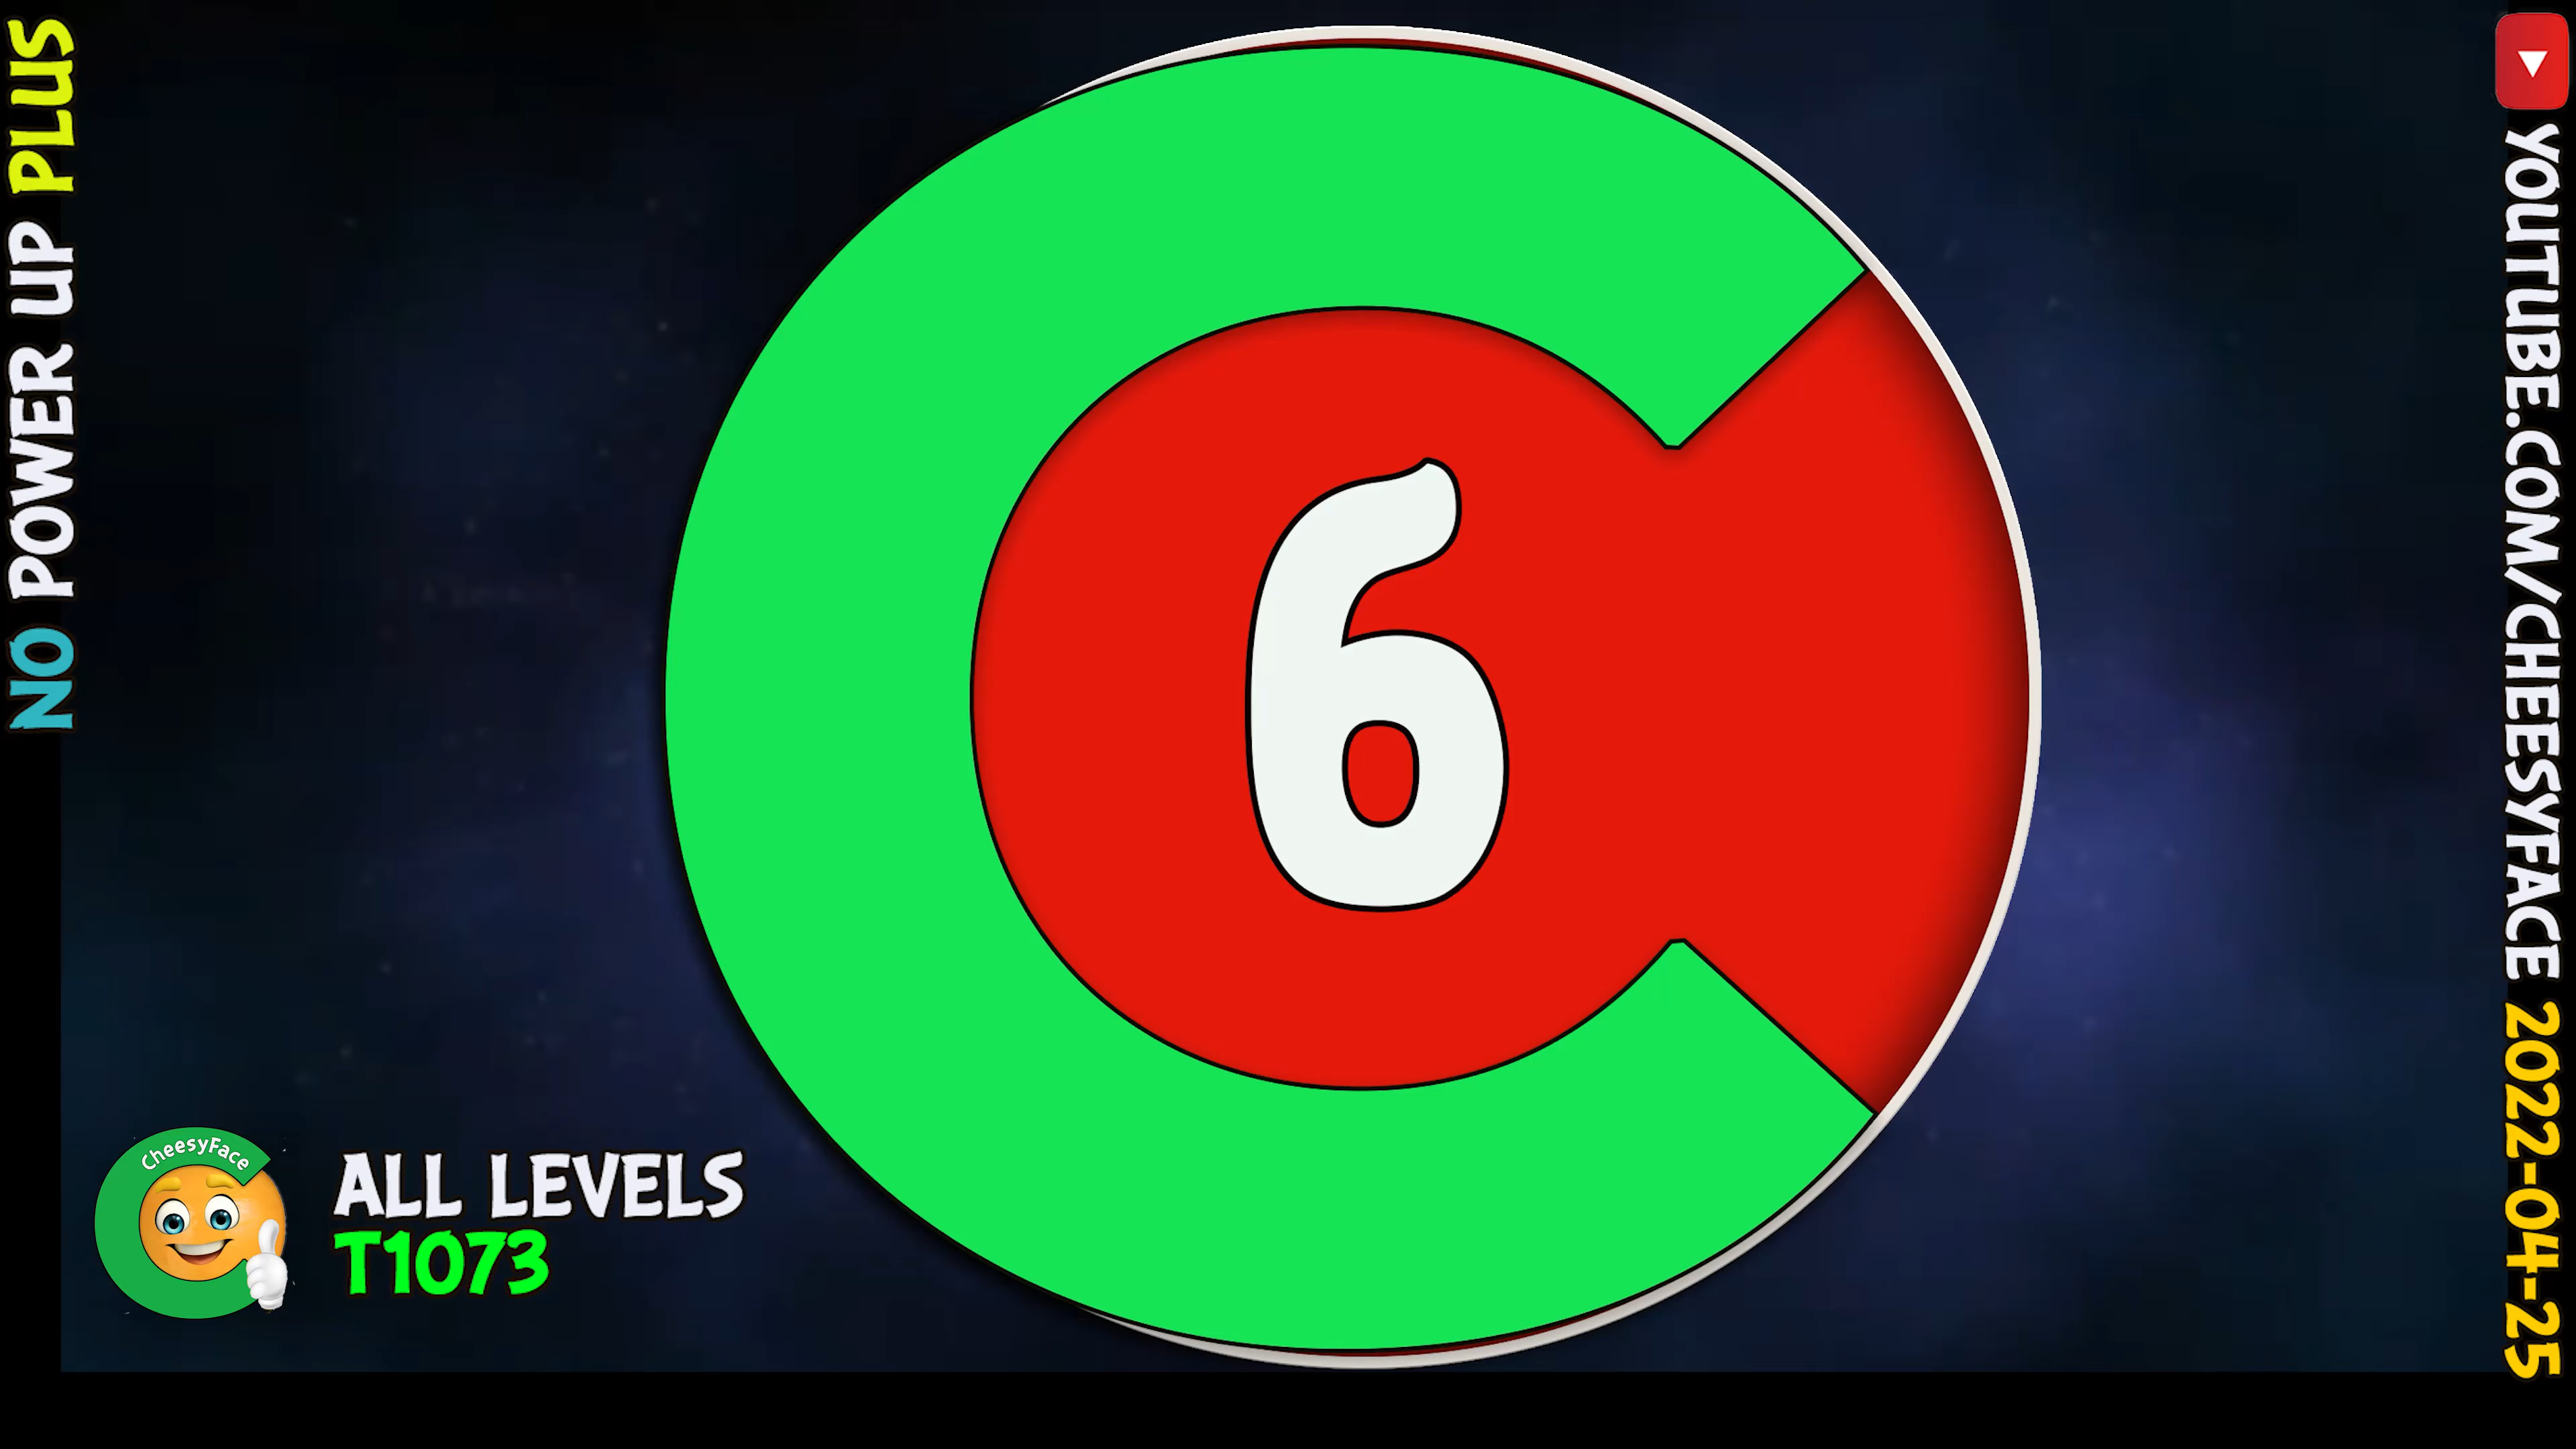 NO POWER UP PLUS
6
CheesyFace
ALL LEVELS
T1073
YOUTUBE.COM/CHEESYFACE 2022-04-25